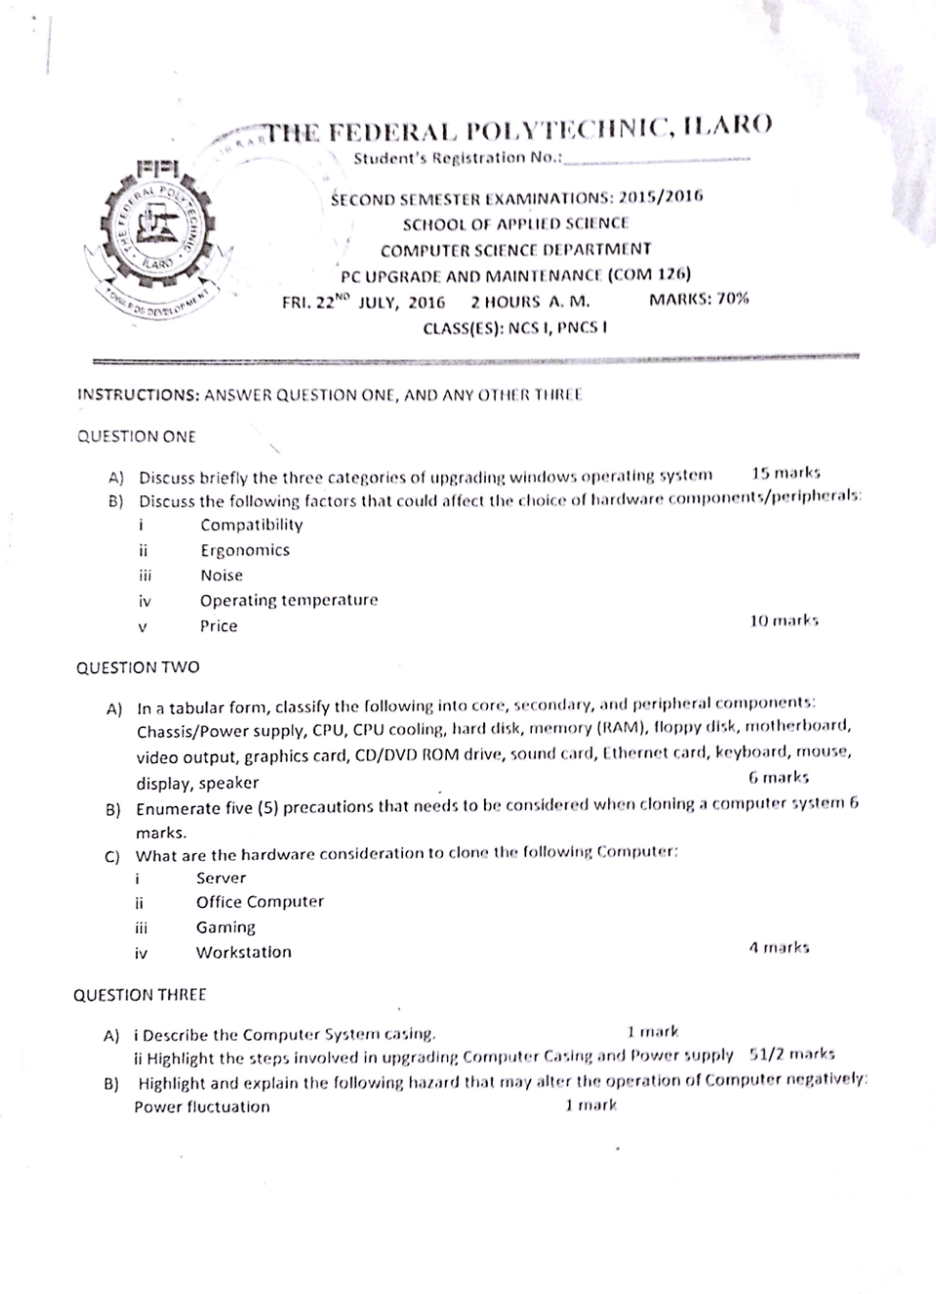 THE FEDERAL POLYTECHNIC, ILARO
Student's Registration No.:
FPI
THE FEDERAL POLYTECHNIC
ILARO
TOWARDS DEVELOPMENT
SECOND SEMESTER EXAMINATIONS: 2015/2016
SCHOOL OF APPLIED SCIENCE
COMPUTER SCIENCE DEPARTMENT
PC UPGRADE AND MAINTENANCE (COM 126)
FRI. 22ND JULY, 2016 2 HOURS A. M. MARKS: 70%
CLASS(ES): NCS I, PNCS I
INSTRUCTIONS: ANSWER QUESTION ONE, AND ANY OTHER THREE
QUESTION ONE
A) Discuss briefly the three categories of upgrading windows operating system 15 marks
B) Discuss the following factors that could affect the choice of hardware components/peripherals:
i Compatibility
ii Ergonomics
iii Noise
iv Operating temperature
v Price 10 marks
QUESTION TWO
A) In a tabular form, classify the following into core, secondary, and peripheral components:
Chassis/Power supply, CPU, CPU cooling, hard disk, memory (RAM), floppy disk, motherboard,
video output, graphics card, CD/DVD ROM drive, sound card, Ethernet card, keyboard, mouse,
display, speaker 6 marks
B) Enumerate five (5) precautions that needs to be considered when cloning a computer system 6
marks.
C) What are the hardware consideration to clone the following Computer:
i Server
ii Office Computer
iii Gaming
iv Workstation 4 marks
QUESTION THREE
A) i Describe the Computer System casing. 1 mark
ii Highlight the steps involved in upgrading Computer Casing and Power supply 51/2 marks
B) Highlight and explain the following hazard that may alter the operation of Computer negatively:
Power fluctuation 1 mark